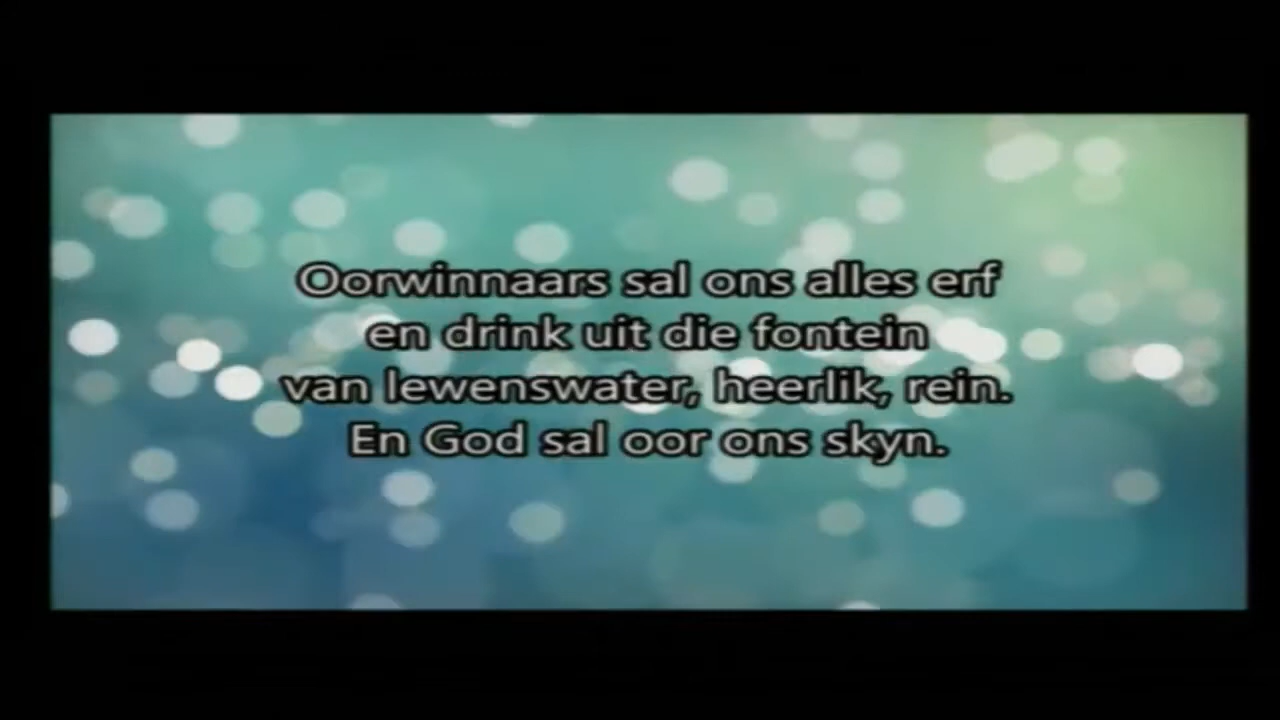 Oorwinnaars sal ons alles erf
en drink uit die fontein
van lewenswater, heerlik, rein.
En God sal oor ons skyn.